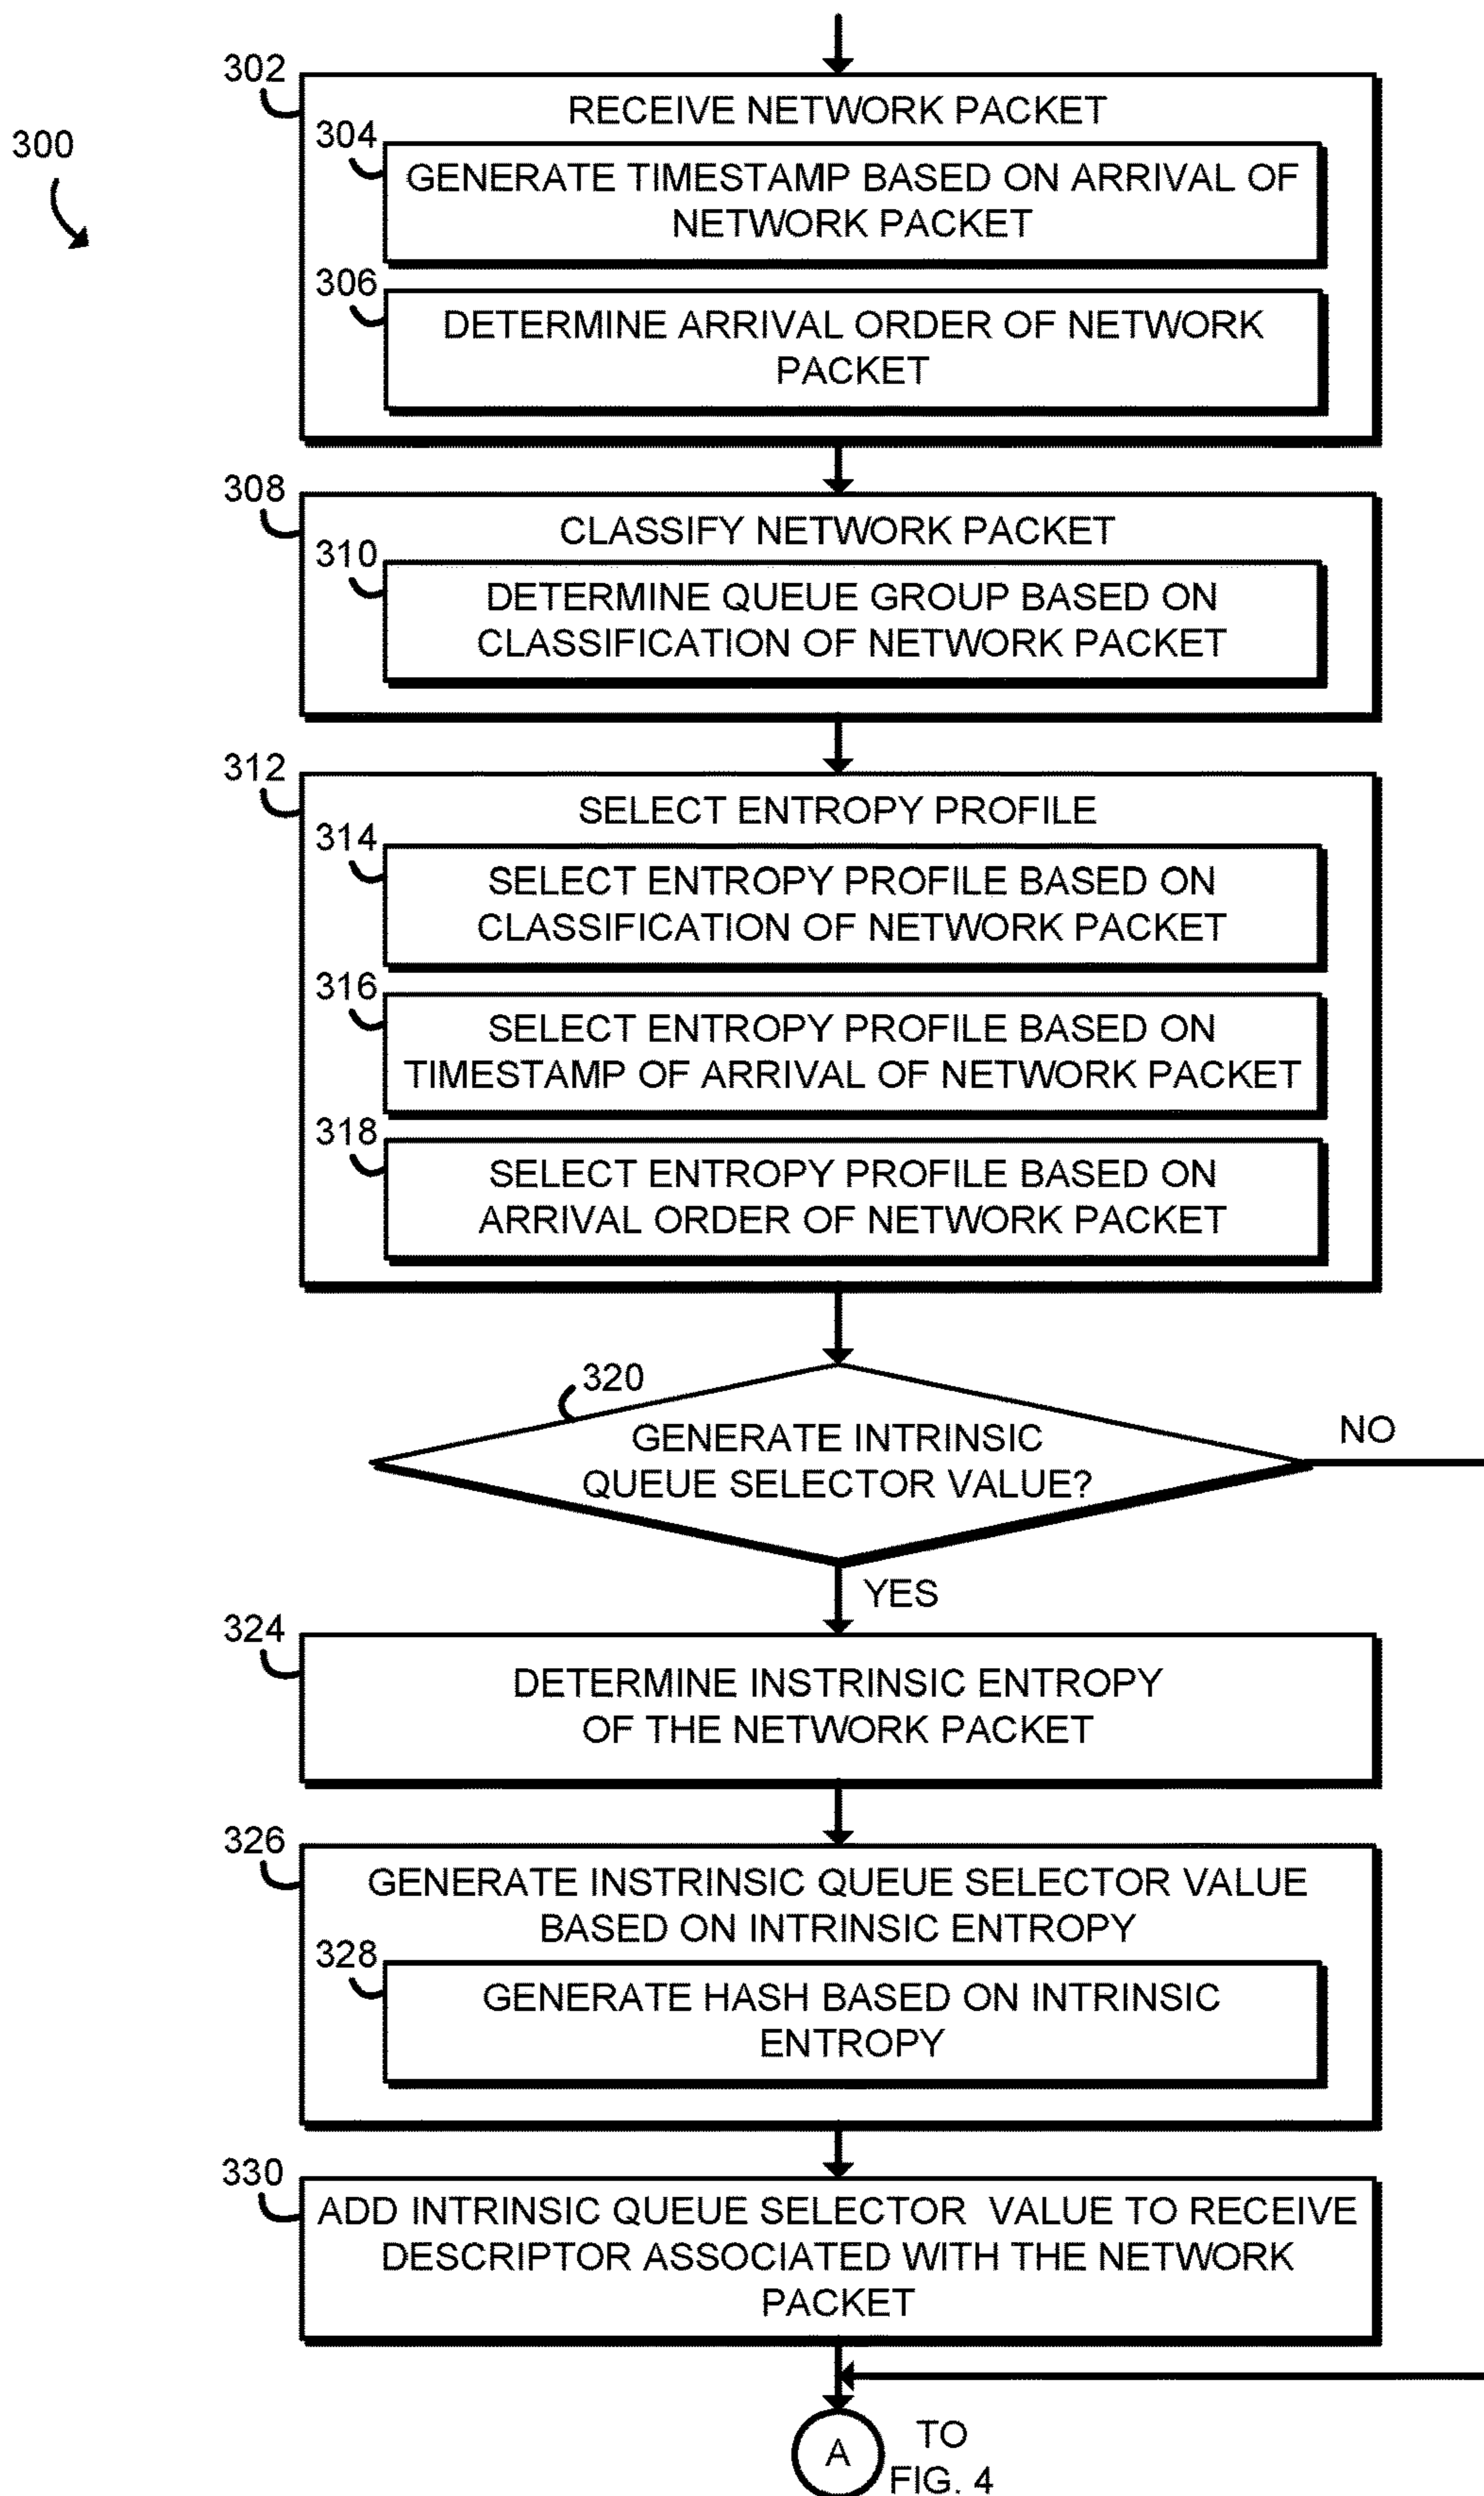 302
RECEIVE NETWORK PACKET
300
304
GENERATE TIMESTAMP BASED ON ARRIVAL OF
NETWORK PACKET
306
DETERMINE ARRIVAL ORDER OF NETWORK
PACKET
308
CLASSIFY NETWORK PACKET
310
DETERMINE QUEUE GROUP BASED ON
CLASSIFICATION OF NETWORK PACKET
312
SELECT ENTROPY PROFILE
314
SELECT ENTROPY PROFILE BASED ON
CLASSIFICATION OF NETWORK PACKET
316
SELECT ENTROPY PROFILE BASED ON
TIMESTAMP OF ARRIVAL OF NETWORK PACKET
318
SELECT ENTROPY PROFILE BASED ON
ARRIVAL ORDER OF NETWORK PACKET
320
GENERATE INTRINSIC
QUEUE SELECTOR VALUE?
NO
YES
324
DETERMINE INSTRINSIC ENTROPY
OF THE NETWORK PACKET
326
GENERATE INSTRINSIC QUEUE SELECTOR VALUE
BASED ON INTRINSIC ENTROPY
328
GENERATE HASH BASED ON INTRINSIC
ENTROPY
330
ADD INTRINSIC QUEUE SELECTOR VALUE TO RECEIVE
DESCRIPTOR ASSOCIATED WITH THE NETWORK
PACKET
A
TO
FIG. 4